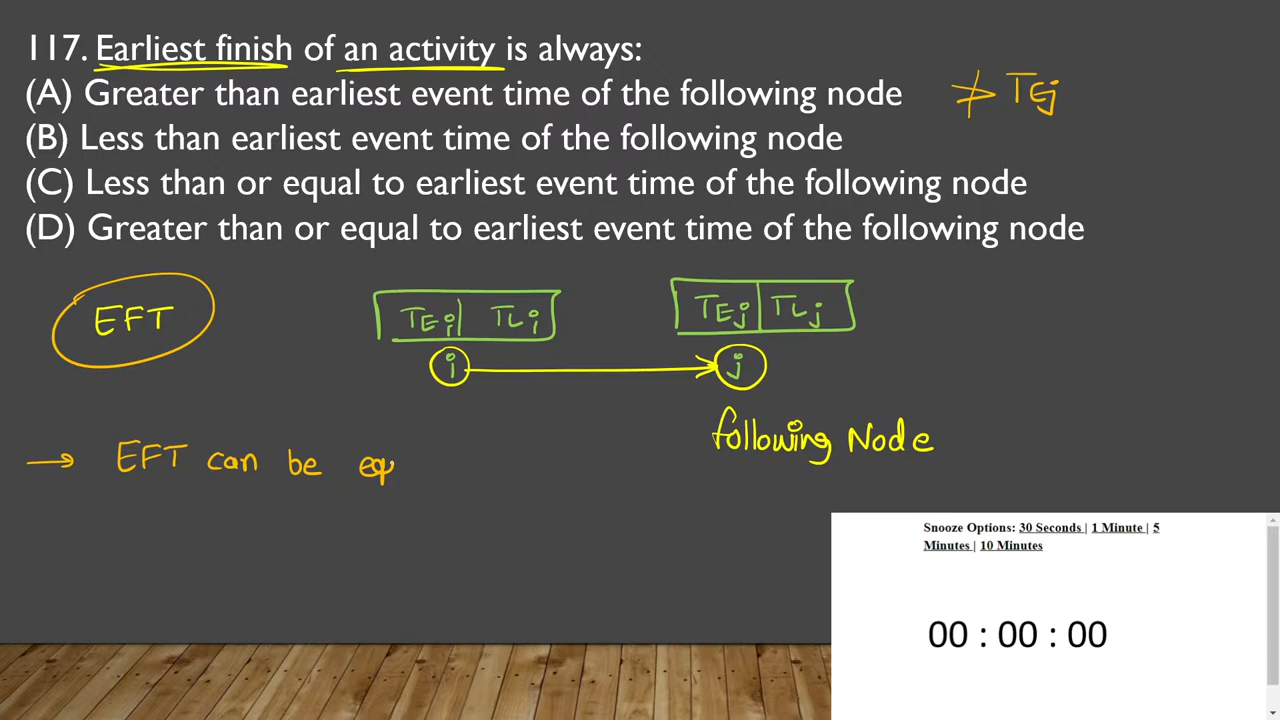 117. Earliest finish of an activity is always:
(A) Greater than earliest event time of the following node ≯ TEj
(B) Less than earliest event time of the following node
(C) Less than or equal to earliest event time of the following node
(D) Greater than or equal to earliest event time of the following node
EFT
TEi TLi TEj TLj
i j
following Node
→ EFT can be eq
Snooze Options: 30 Seconds | 1 Minute | 5
Minutes | 10 Minutes
00 : 00 : 00